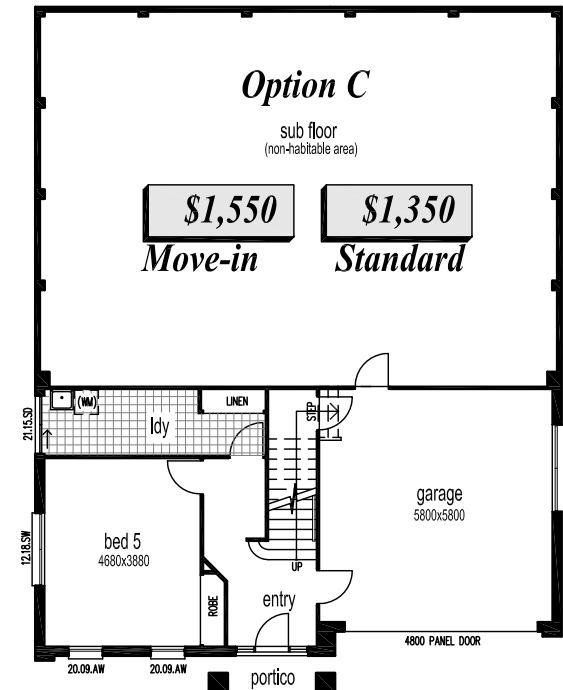 Option C
sub floor
(non-habitable area)
$1,550
$1,350
Move-in
Standard
(WM)
LINEN
STEP
21.15.SD
ldy
garage
5800x5800
12.18.SW
bed 5
4680x3880
UP
ROBE
entry
4800 PANEL DOOR
20.09.AW
20.09.AW
portico